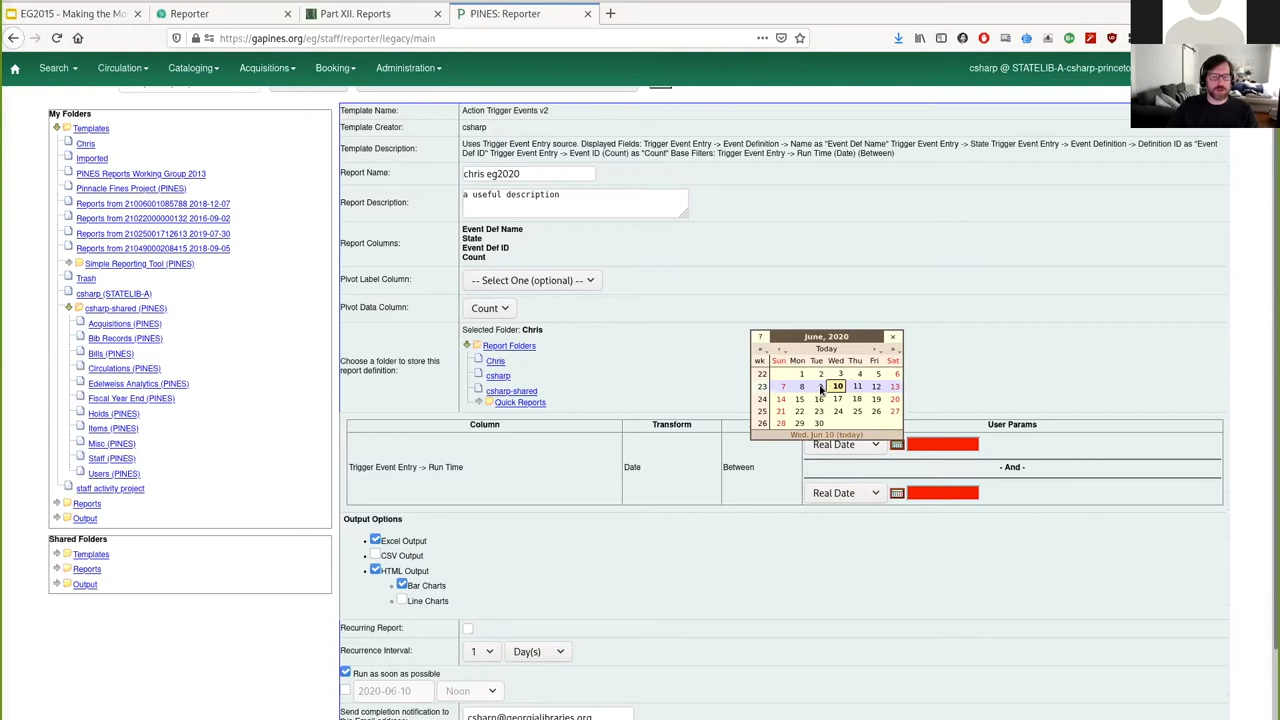 EG2015 - Making the Mo
Reporter
Part XII. Reports
PINES: Reporter
https://gapines.org/eg/staff/reporter/legacy/main
Search
Circulation
Cataloging
Acquisitions
Booking
Administration
csharp @ STATELIB-A-csharp-princeto
My Folders
Templates
Chris
Imported
PINES Reports Working Group 2013
Pinnacle Fines Project (PINES)
Reports from 21006001085788 2018-12-07
Reports from 21022000000132 2016-09-02
Reports from 21025001712613 2019-07-30
Reports from 21049000208415 2018-09-05
Simple Reporting Tool (PINES)
Trash
csharp (STATELIB-A)
csharp-shared (PINES)
Acquisitions (PINES)
Bib Records (PINES)
Bills (PINES)
Circulations (PINES)
Edelweiss Analytics (PINES)
Fiscal Year End (PINES)
Holds (PINES)
Items (PINES)
Misc (PINES)
Staff (PINES)
Users (PINES)
staff activity project
Reports
Output
Shared Folders
Templates
Reports
Output
Template Name: Action Trigger Events v2
Template Creator: csharp
Template Description: Uses Trigger Event Entry source. Displayed Fields: Trigger Event Entry -> Event Definition -> Name as "Event Def Name" Trigger Event Entry -> State Trigger Event Entry -> Event Definition -> Definition ID as "Event
Def ID" Trigger Event Entry -> Event ID (Count) as "Count" Base Filters: Trigger Event Entry -> Run Time (Date) (Between)
Report Name: chris eg2020
Report Description: a useful description
Report Columns: Event Def Name
State
Event Def ID
Count
Pivot Label Column: -- Select One (optional) --
Pivot Data Column: Count
Choose a folder to store this
report definition:
Selected Folder: Chris
Report Folders
Chris
csharp
csharp-shared
Quick Reports
? June, 2020 ×
« ‹ Today › »
wk Sun Mon Tue Wed Thu Fri Sat
22 1 2 3 4 5 6
23 7 8 10 11 12 13
24 14 15 16 17 18 19 20
25 21 22 23 24 25 26 27
26 28 29 30
Wed, Jun 10 (today)
Column Transform User Params
Trigger Event Entry -> Run Time Date Between
Real Date
- And -
Real Date
Output Options
Excel Output
CSV Output
HTML Output
Bar Charts
Line Charts
Recurring Report:
Recurrence Interval: 1 Day(s)
Run as soon as possible
2020-06-10 Noon
Send completion notification to
this Email address:
csharp@georgialibraries.org